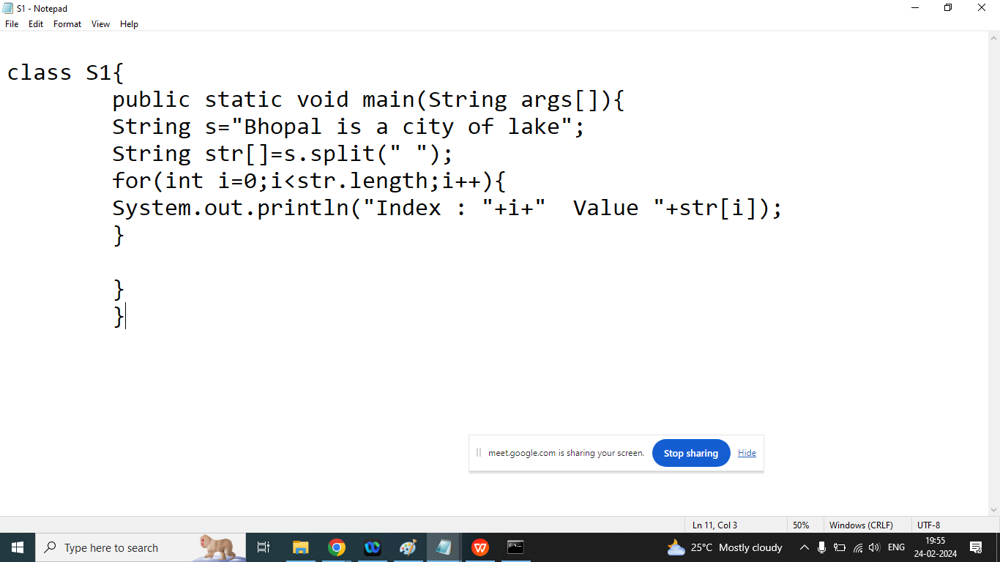 S1 - Notepad
File Edit Format View Help
class S1{
public static void main(String args[]){
String s="Bhopal is a city of lake";
String str[]=s.split(" ");
for(int i=0;i<str.length;i++){
System.out.println("Index : "+i+"  Value "+str[i]);
}
}
}
meet.google.com is sharing your screen. Stop sharing Hide
Ln 11, Col 3 50% Windows (CRLF) UTF-8
Type here to search 25°C Mostly cloudy ENG 19:55
24-02-2024